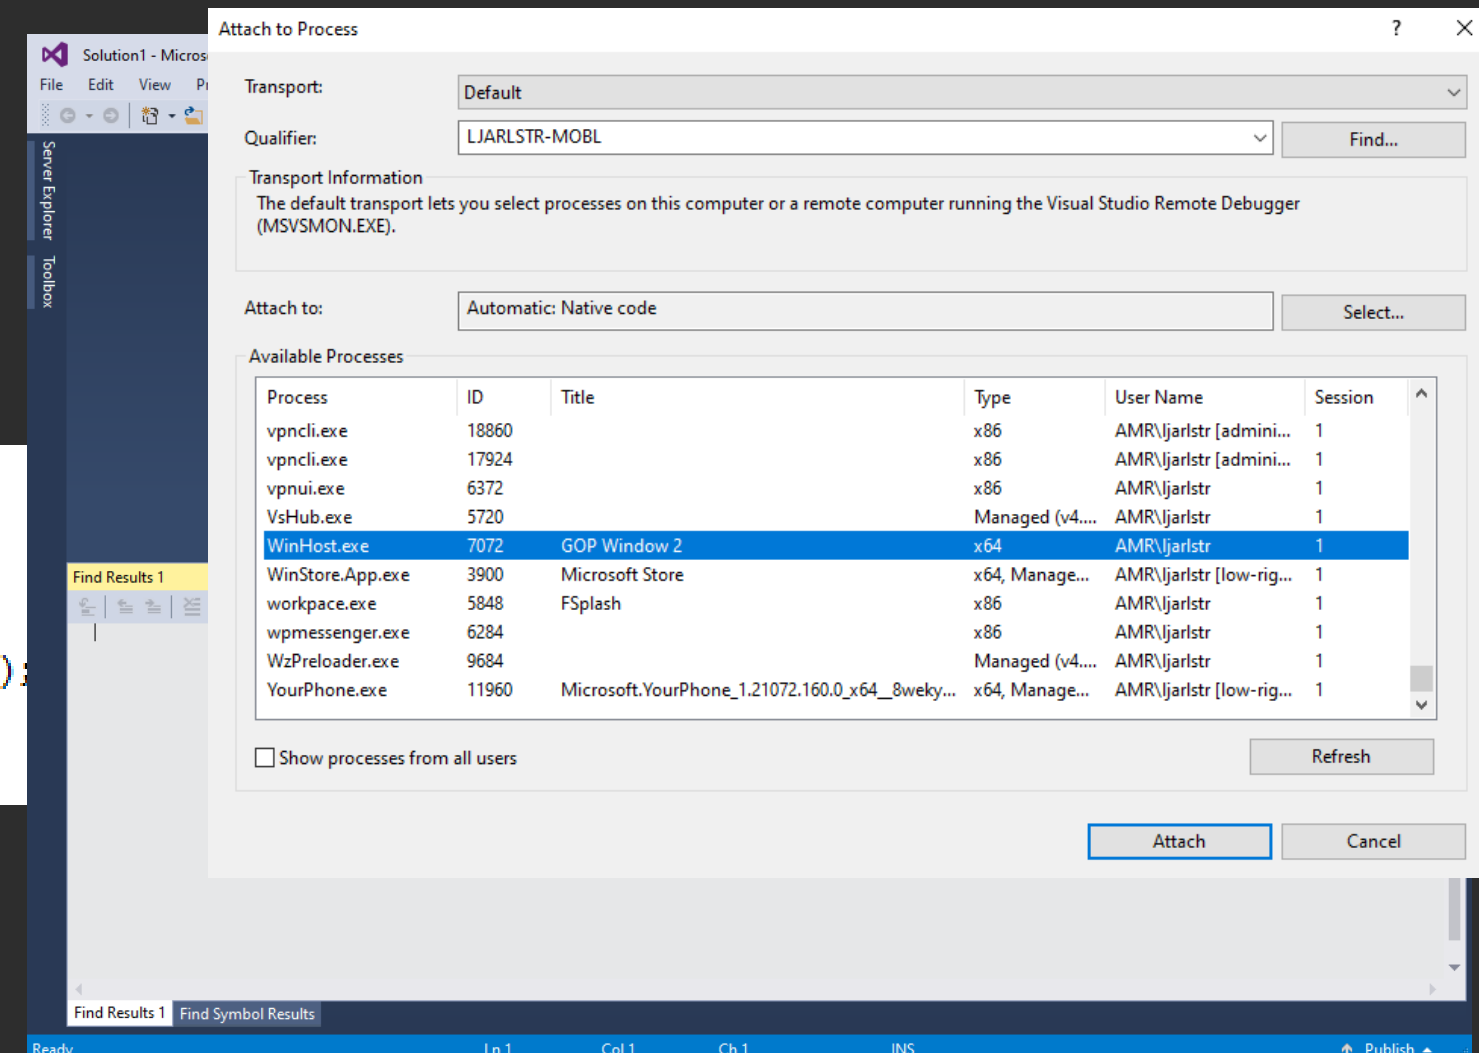 Attach to Process
?
Solution1 - Micros
File Edit View Pr
Server Explorer
Toolbox
Transport:
Default
Qualifier:
LJARLSTR-MOBL
Find...
Transport Information
The default transport lets you select processes on this computer or a remote computer running the Visual Studio Remote Debugger
(MSVSMON.EXE).
Attach to:
Automatic: Native code
Select...
Available Processes
Process ID Title Type User Name Session
vpncli.exe 18860 x86 AMR\ljarlstr [admini... 1
vpncli.exe 17924 x86 AMR\ljarlstr [admini... 1
vpnui.exe 6372 x86 AMR\ljarlstr 1
VsHub.exe 5720 Managed (v4.... AMR\ljarlstr 1
WinHost.exe 7072 GOP Window 2 x64 AMR\ljarlstr 1
WinStore.App.exe 3900 Microsoft Store x64, Manage... AMR\ljarlstr [low-rig... 1
workpace.exe 5848 FSplash x86 AMR\ljarlstr 1
wpmessenger.exe 6284 x86 AMR\ljarlstr 1
WzPreloader.exe 9684 Managed (v4.... AMR\ljarlstr 1
YourPhone.exe 11960 Microsoft.YourPhone_1.21072.160.0_x64__8weky... x64, Manage... AMR\ljarlstr [low-rig... 1
Show processes from all users
Refresh
Attach
Cancel
Find Results 1
);
Find Results 1 Find Symbol Results
Ready Ln 1 Col 1 Ch 1 INS Publish